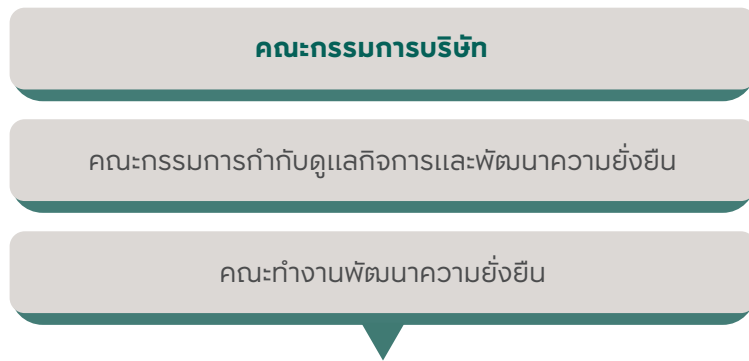 คณะกรรมการบริษัท
คณะกรรมการกำกับดูแลกิจการและพัฒนาความยั่งยืน
คณะทำงานพัฒนาความยั่งยืน